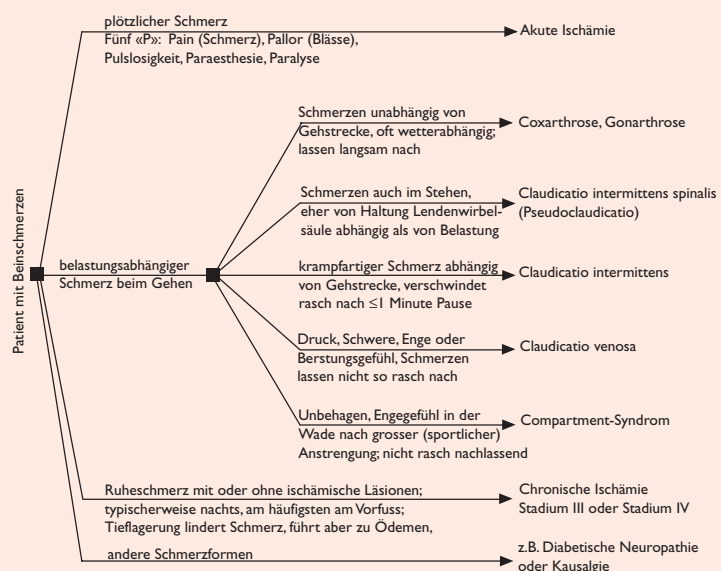 plötzlicher Schmerz
Fünf «P»: Pain (Schmerz), Pallor (Blässe),
Pulslosigkeit, Paraesthesie, Paralyse
Akute Ischämie
Patient mit Beinschmerzen
belastungsabhängiger
Schmerz beim Gehen
Schmerzen unabhängig von
Gehstrecke, oft wetterabhängig;
lassen langsam nach
Coxarthrose, Gonarthrose
Schmerzen auch im Stehen,
eher von Haltung Lendenwirbel-
säule abhängig als von Belastung
Claudicatio intermittens spinalis
(Pseudoclaudicatio)
krampfartiger Schmerz abhängig
von Gehstrecke, verschwindet
rasch nach ≤1 Minute Pause
Claudicatio intermittens
Druck, Schwere, Enge oder
Berstungsgefühl, Schmerzen
lassen nicht so rasch nach
Claudicatio venosa
Unbehagen, Engegefühl in der
Wade nach grosser (sportlicher)
Anstrengung; nicht rasch nachlassend
Compartment-Syndrom
Ruheschmerz mit oder ohne ischämische Läsionen;
typischerweise nachts, am häufigsten am Vorfuss;
Tieflagerung lindert Schmerz, führt aber zu Ödemen,
Chronische Ischämie
Stadium III oder Stadium IV
andere Schmerzformen
z.B. Diabetische Neuropathie
oder Kausalgie